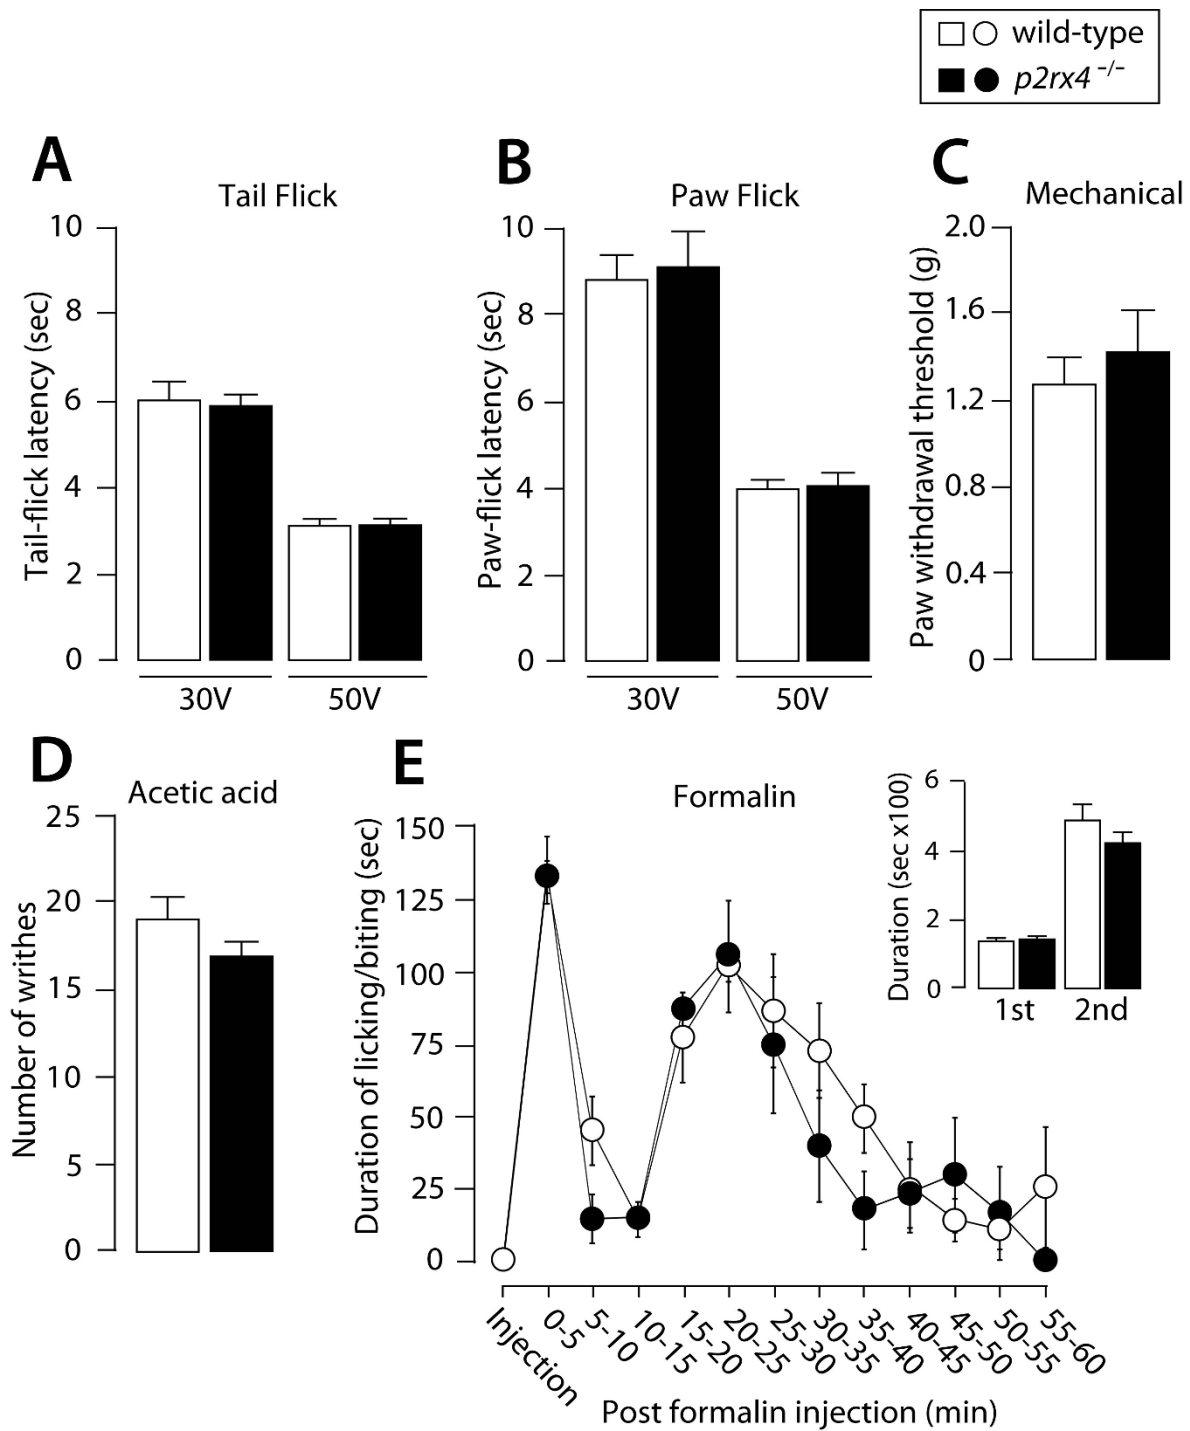 wild-type
p2rx4 –/–
A
Tail Flick
Tail-flick latency (sec)
10
8
6
4
2
0
30V
50V
B
Paw Flick
Paw-flick latency (sec)
10
8
6
4
2
0
30V
50V
C
Mechanical
Paw withdrawal threshold (g)
2.0
1.6
1.2
0.8
0.4
0
D
Acetic acid
Number of writhes
25
20
15
10
5
0
E
Formalin
Duration of licking/biting (sec)
150
125
100
75
50
25
0
Injection
0-5
5-10
10-15
15-20
20-25
25-30
30-35
35-40
40-45
45-50
50-55
55-60
Post formalin injection (min)
Duration (sec x100)
6
4
2
0
1st
2nd